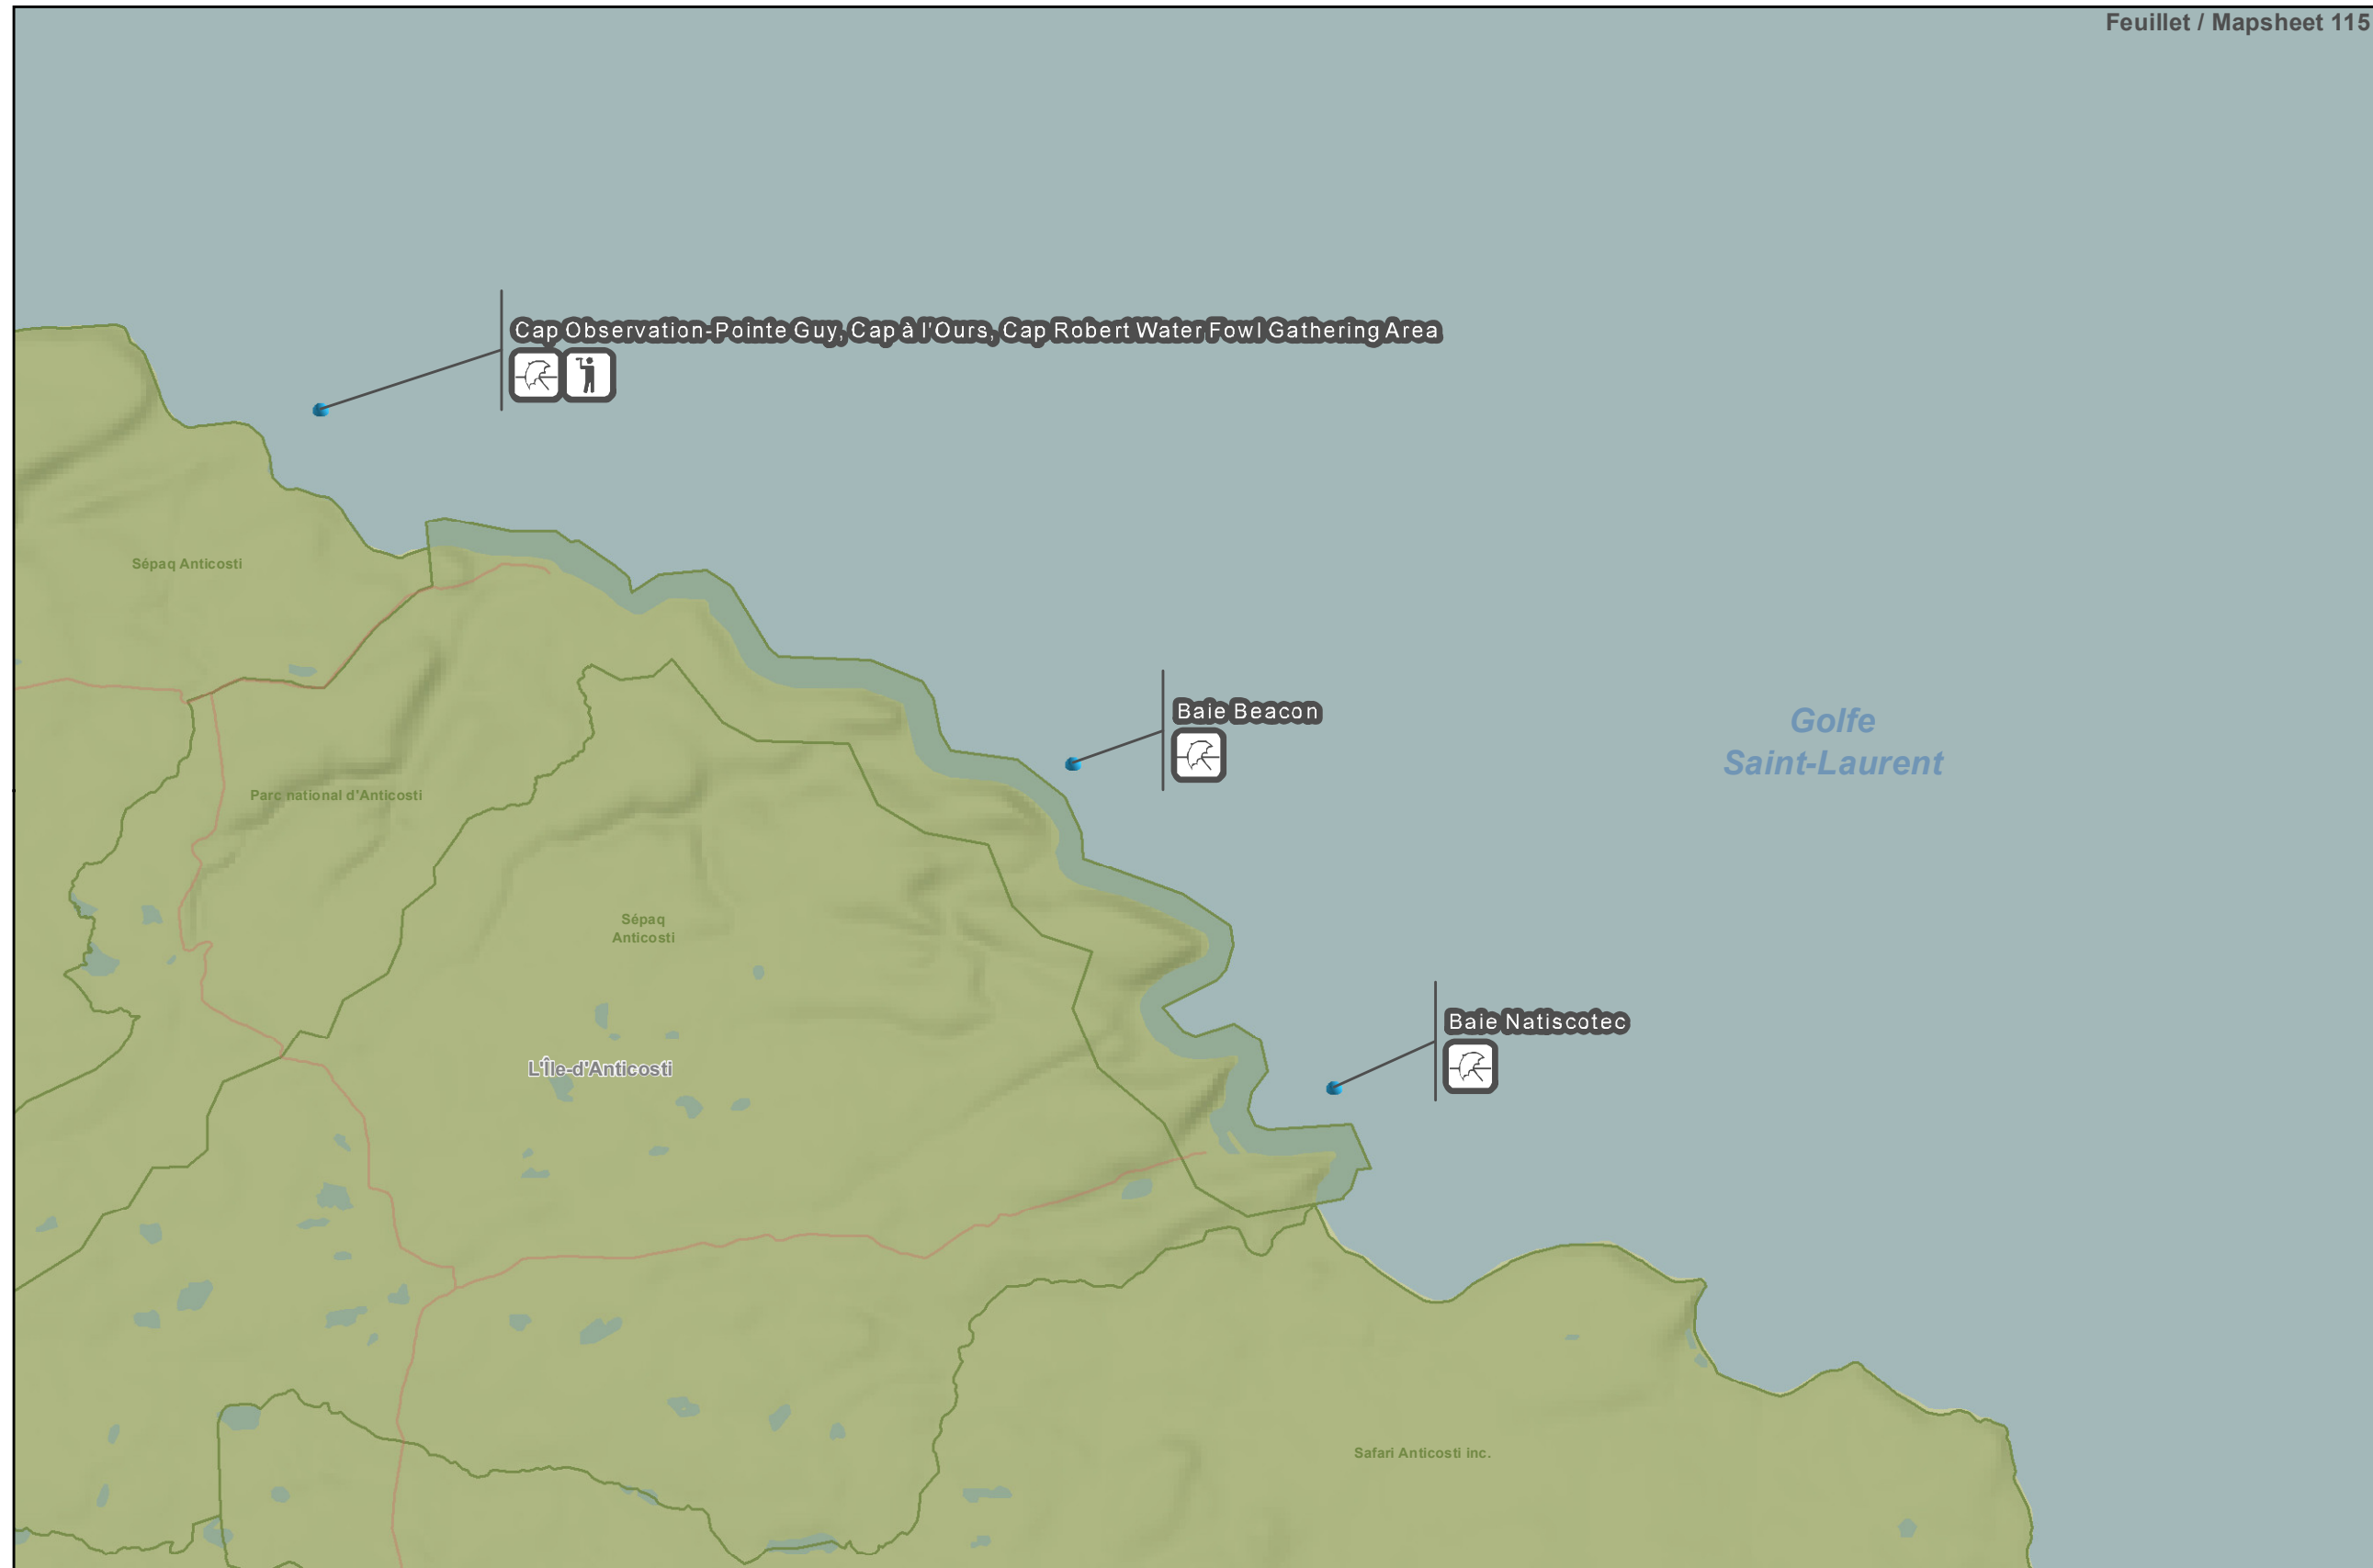 Feuillet / Mapsheet 115
Cap Observation-Pointe Guy, Cap à l'Ours, Cap Robert Water Fowl Gathering Area
Sépaq Anticosti
Baie Beacon
Golfe
Saint-Laurent
Parc national d'Anticosti
Sépaq
Anticosti
Baie Natiscotec
L'Île-d'Anticosti
Safari Anticosti inc.